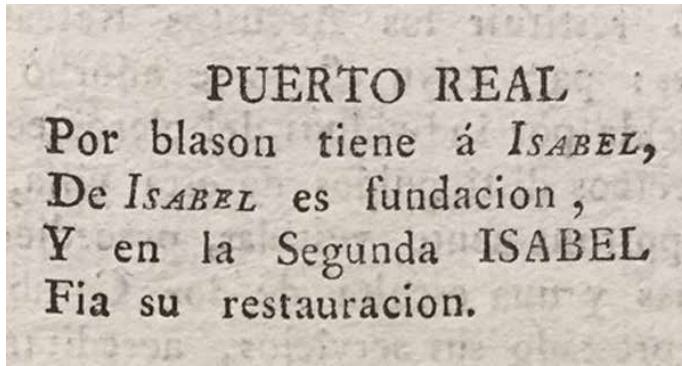 PUERTO REAL
Por blason tiene á ISABEL,
De ISABEL es fundacion ,
Y en la Segunda ISABEL
Fia su restauracion.